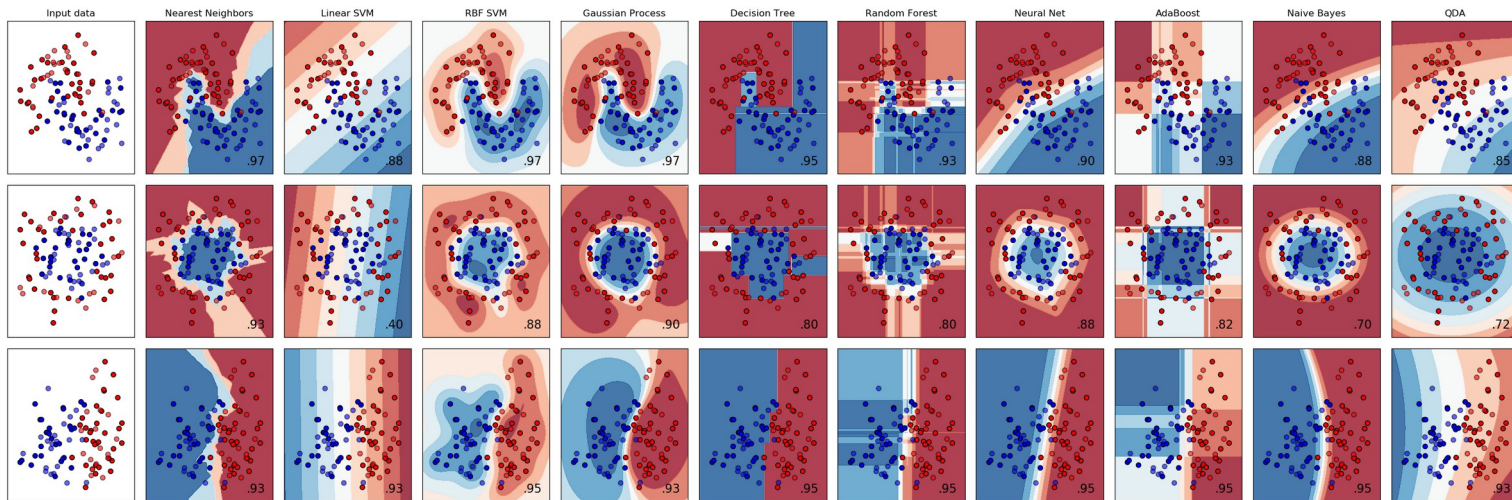 Input data
Nearest Neighbors
Linear SVM
RBF SVM
Gaussian Process
Decision Tree
Random Forest
Neural Net
AdaBoost
Naive Bayes
QDA
.97
.88
.97
.97
.95
.93
.90
.93
.88
.85
.93
.40
.88
.90
.80
.80
.88
.82
.70
.72
.93
.93
.95
.93
.95
.95
.95
.95
.95
.93